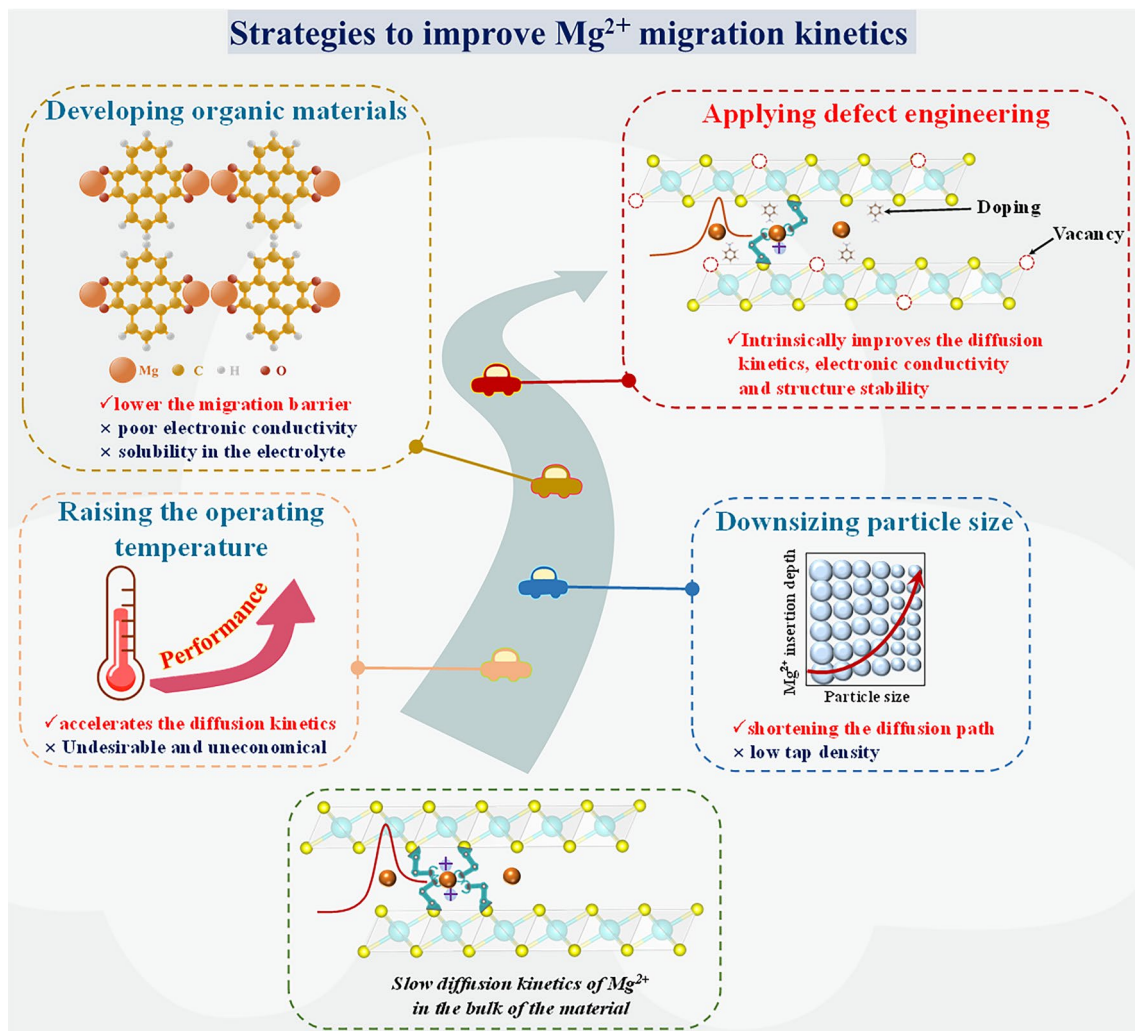 Strategies to improve Mg²⁺ migration kinetics
Developing organic materials
Mg C H O
✓lower the migration barrier
× poor electronic conductivity
× solubility in the electrolyte
Applying defect engineering
Doping
Vacancy
✓Intrinsically improves the diffusion
kinetics, electronic conductivity
and structure stability
Raising the operating
temperature
Performance
✓accelerates the diffusion kinetics
× Undesirable and uneconomical
Downsizing particle size
Mg²⁺ insertion depth
Particle size
✓shortening the diffusion path
× low tap density
+
+
+
Slow diffusion kinetics of Mg²⁺
in the bulk of the material